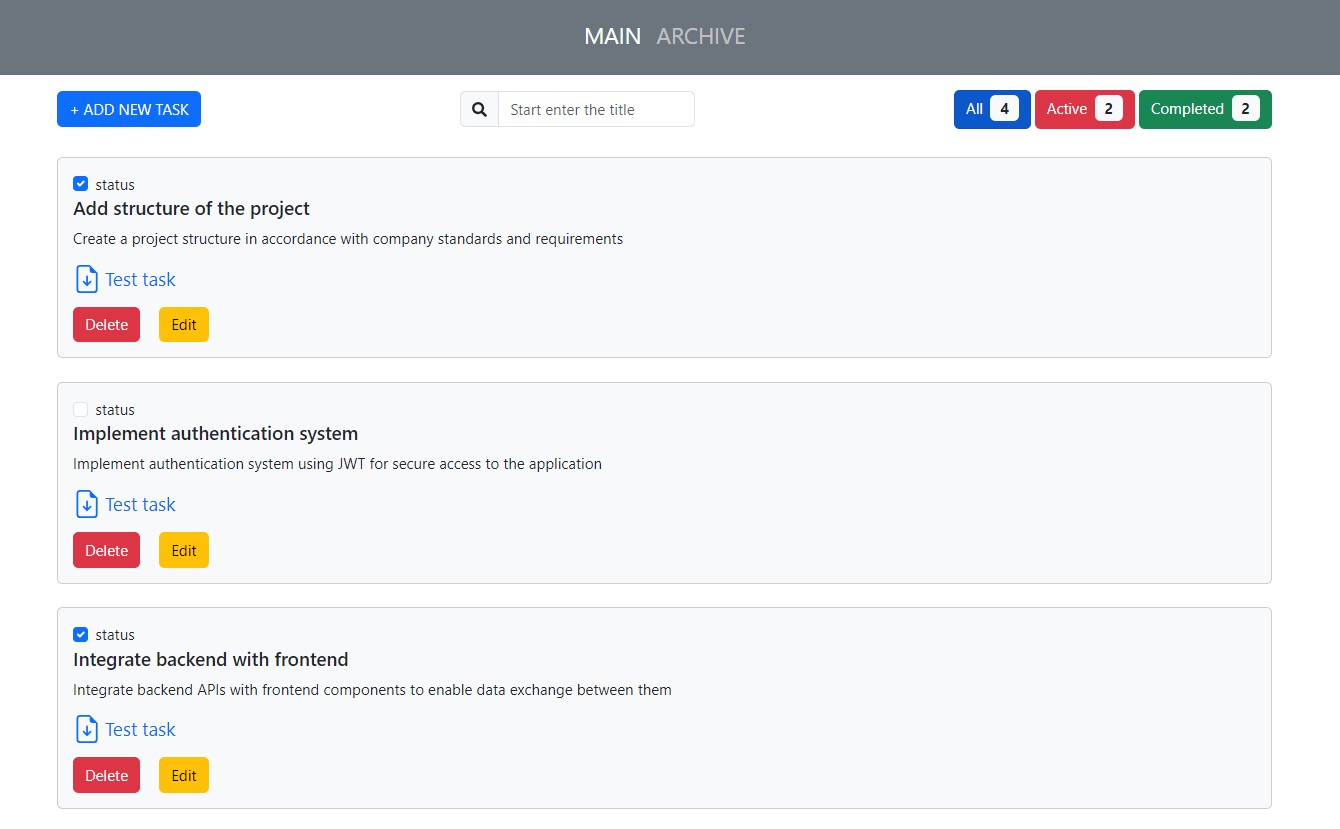 MAIN ARCHIVE
+ ADD NEW TASK Start enter the title All 4 Active 2 Completed 2
status
Add structure of the project
Create a project structure in accordance with company standards and requirements
Test task
Delete Edit
status
Implement authentication system
Implement authentication system using JWT for secure access to the application
Test task
Delete Edit
status
Integrate backend with frontend
Integrate backend APIs with frontend components to enable data exchange between them
Test task
Delete Edit